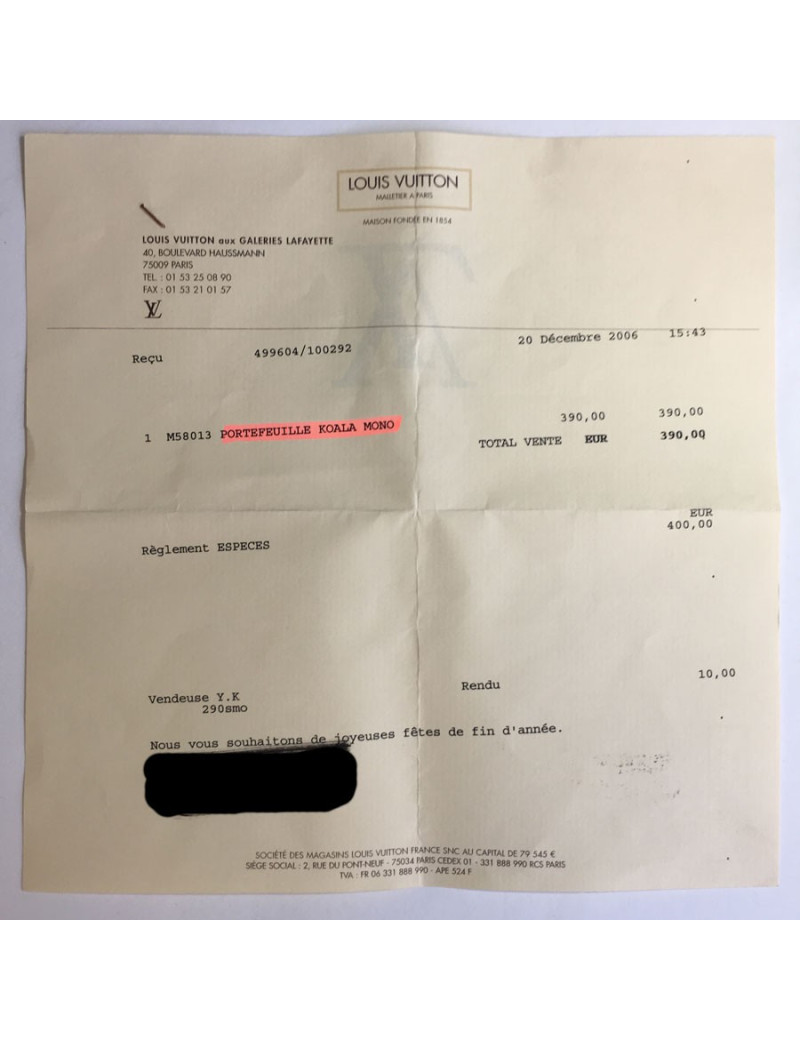 LOUIS VUITTON
MALLETIER A PARIS
MAISON FONDÉE EN 1854
LOUIS VUITTON aux GALERIES LAFAYETTE
40, BOULEVARD HAUSSMANN
75009 PARIS
TEL : 01 53 25 08 90
FAX : 01 53 21 01 57
LV
Reçu 499604/100292 20 Décembre 2006 15:43
1 M58013 PORTEFEUILLE KOALA MONO 390,00 390,00
TOTAL VENTE EUR 390,00
EUR
Règlement ESPECES 400,00
Rendu 10,00
Vendeuse Y.K
290smo
Nous vous souhaitons de joyeuses fêtes de fin d'année.
SOCIÉTÉ DES MAGASINS LOUIS VUITTON FRANCE SNC AU CAPITAL DE 79 545 €
SIÈGE SOCIAL : 2, RUE DU PONT-NEUF - 75034 PARIS CEDEX 01 - 331 888 990 RCS PARIS
TVA : FR 06 331 888 990 - APE 524 F